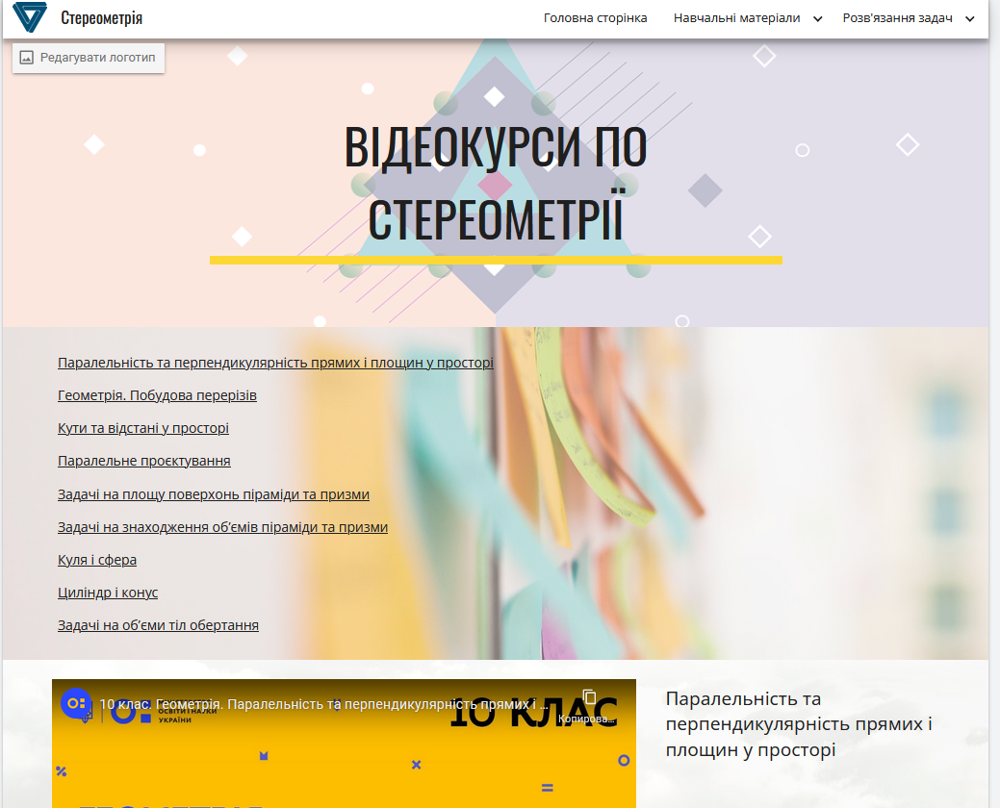 Стереометрія
Головна сторінка
Навчальні матеріали
Розв'язання задач
Редагувати логотип
ВІДЕОКУРСИ ПО
СТЕРЕОМЕТРІЇ
Паралельність та перпендикулярність прямих і площин у просторі
Геометрія. Побудова перерізів
Кути та відстані у просторі
Паралельне проєктування
Задачі на площу поверхонь піраміди та призми
Задачі на знаходження об’ємів піраміди та призми
Куля і сфера
Циліндр і конус
Задачі на об’єми тіл обертання
10 клас. Геометрія. Паралельність та перпендикулярність прямих і ...
Копирова...
ОСВІТИ І НАУКИ
УКРАЇНИ
10 КЛАС
Паралельність та
перпендикулярність прямих і
площин у просторі